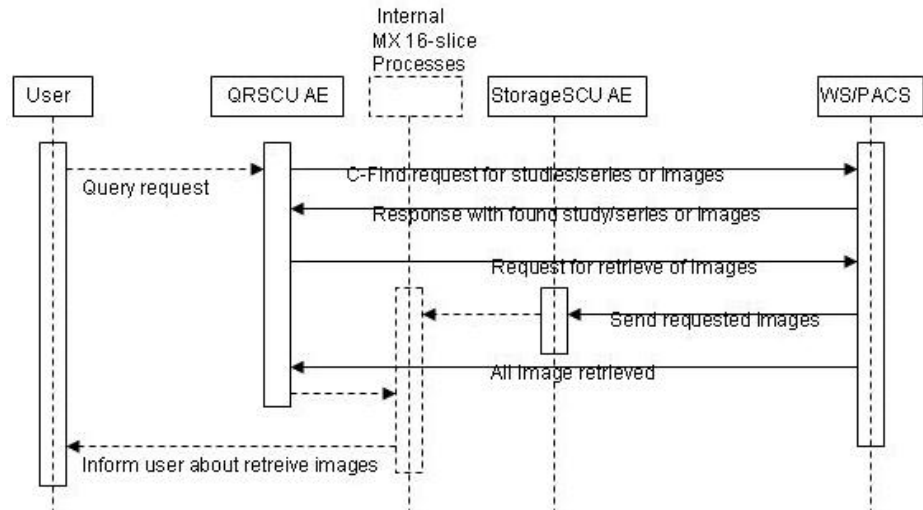 Internal
MX 16-slice
Processes
User
QRSCU AE
StorageSCU AE
WS/PACS
Query request
C-Find request for studies/series or images
Response with found study/series or images
Request for retrieve of images
Send requested images
All image retrieved
Inform user about retreive images